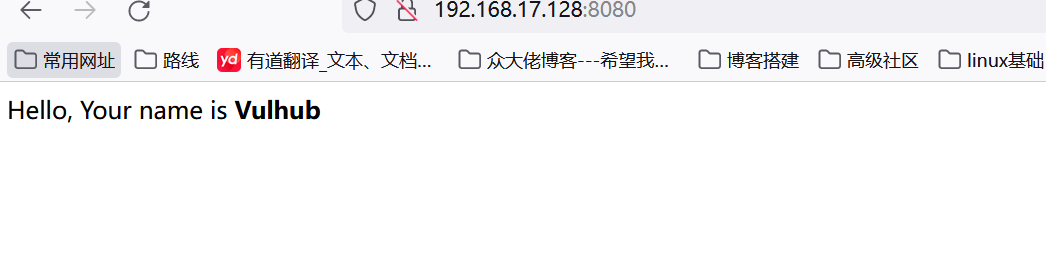 192.168.17.128:8080
常用网址 路线 yd 有道翻译_文本、文档... 众大佬博客---希望我... 博客搭建 高级社区 linux基础
Hello, Your name is Vulhub